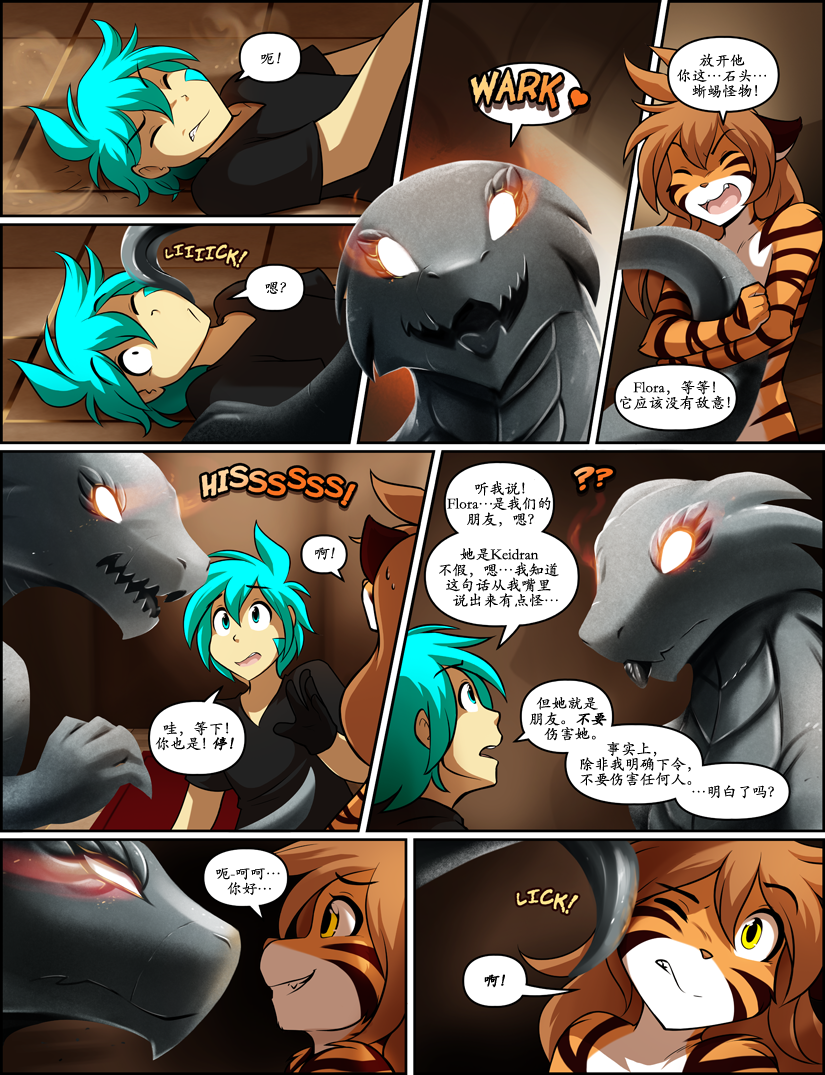 呃！
WARK
放开他
你这…石头…
蜥蜴怪物！
LIIIICK!
嗯？
Flora，等等！
它应该没有敌意！
HISSSSSS!
啊！
哇，等下！
你也是！停！
听我说！
Flora…是我们的
朋友，嗯？
她是Keidran
不假，嗯…我知道
这句话从我嘴里
说出来有点怪…
??
但她就是
朋友。不要
伤害她。
事实上，
除非我明确下令，
不要伤害任何人。
…明白了吗？
呃-呵呵…
你好…
LICK!
啊！